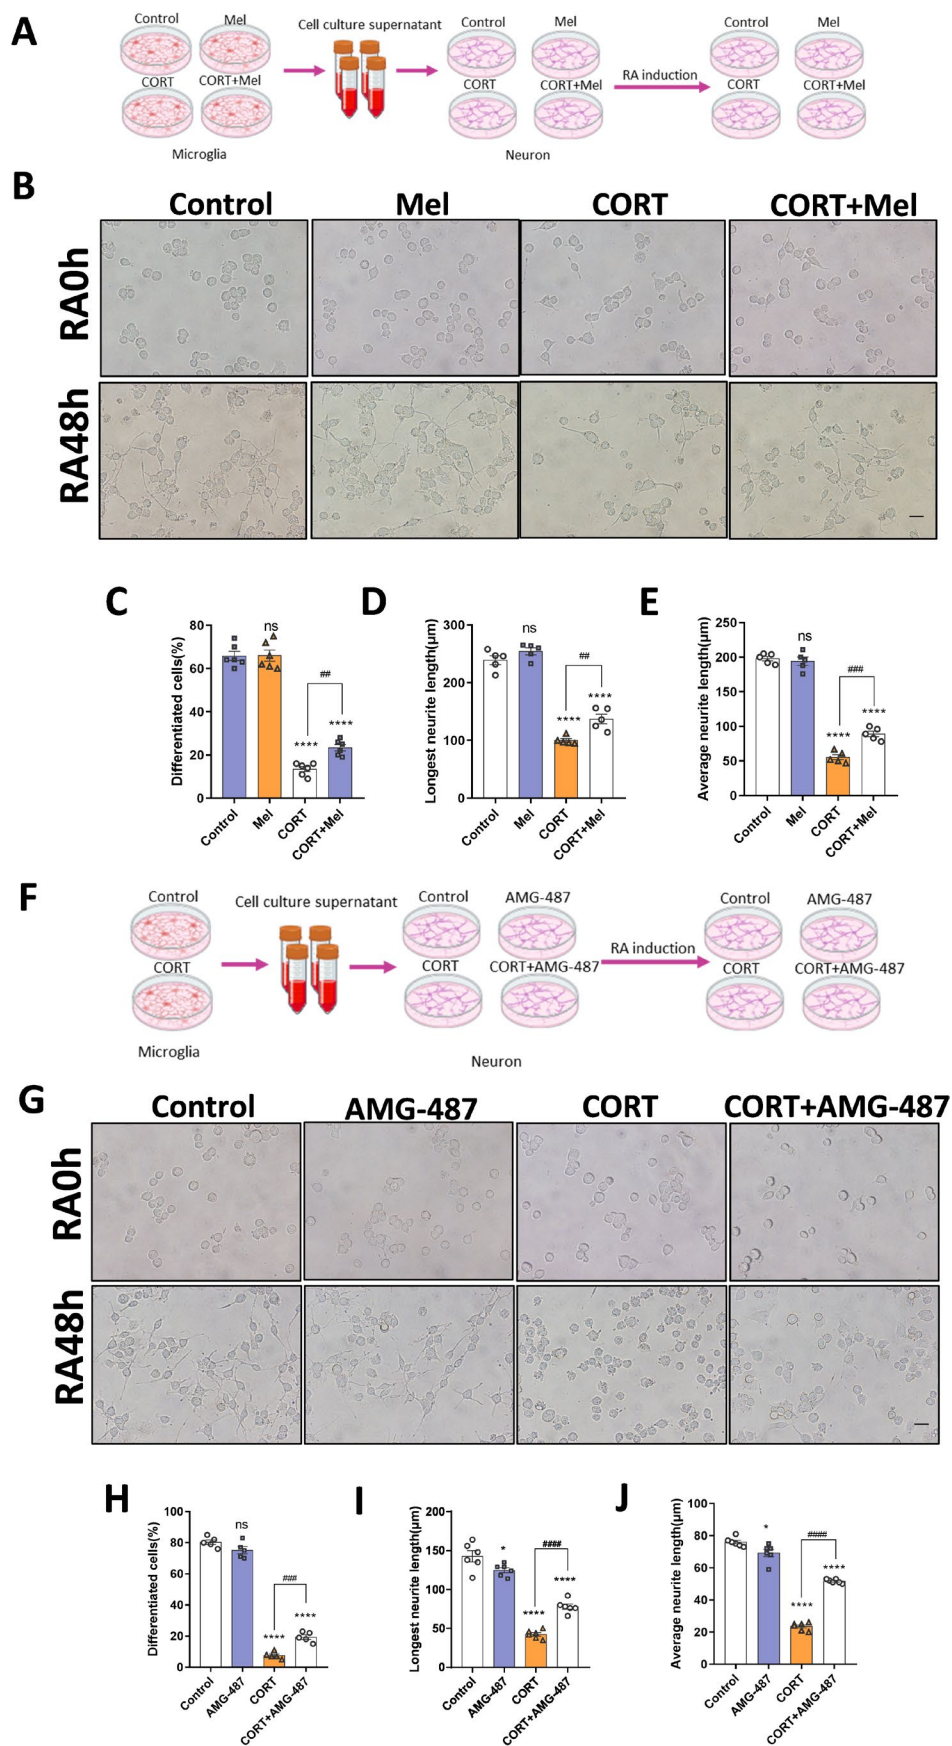 A
Control
Mel
Cell culture supernatant
Control
Mel
Control
Mel
CORT
CORT+Mel
CORT
CORT+Mel
RA induction
CORT
CORT+Mel
Microglia
Neuron
B
Control
Mel
CORT
CORT+Mel
RA0h
RA48h
C
Differentiated cells(%)
80
60
40
20
0
ns
##
****
****
Control
Mel
CORT
CORT+Mel
D
Longest neurite length(μm)
300
200
100
0
ns
##
****
****
Control
Mel
CORT
CORT+Mel
E
Average neurite length(μm)
250
200
150
100
50
0
ns
###
****
****
Control
Mel
CORT
CORT+Mel
F
Control
Cell culture supernatant
Control
AMG-487
Control
AMG-487
CORT
CORT
CORT+AMG-487
RA induction
CORT
CORT+AMG-487
Microglia
Neuron
G
Control
AMG-487
CORT
CORT+AMG-487
RA0h
RA48h
H
Differentiated cells(%)
100
80
60
40
20
0
ns
###
****
****
Control
AMG-487
CORT
CORT+AMG-487
I
Longest neurite length(μm)
200
150
100
50
0
*
####
****
****
Control
AMG-487
CORT
CORT+AMG-487
J
Average neurite length(μm)
100
80
60
40
20
0
*
####
****
****
Control
AMG-487
CORT
CORT+AMG-487